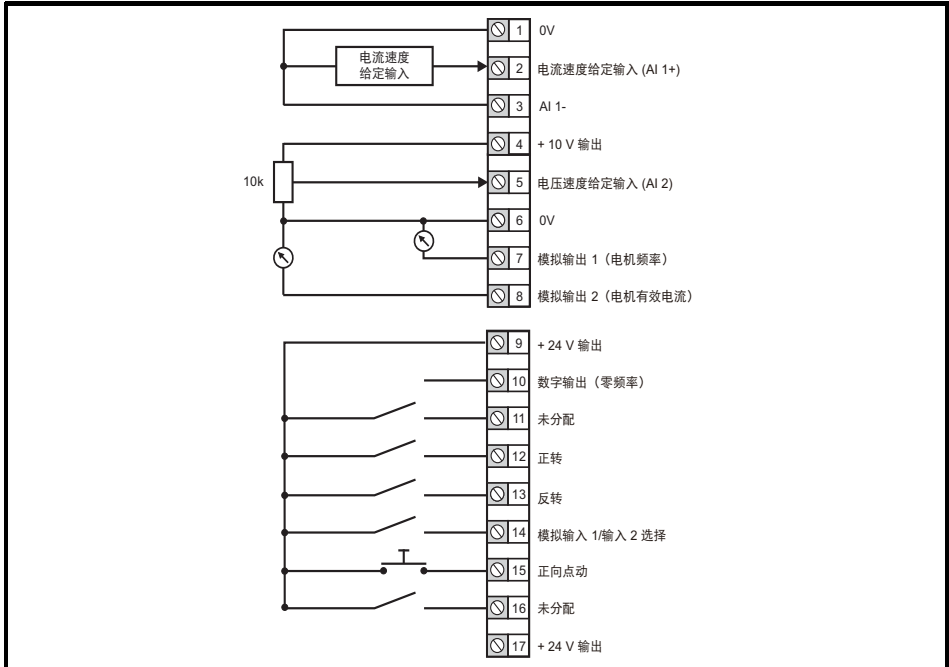 1 0V
电流速度
给定输入
2 电流速度给定输入 (AI 1+)
3 AI 1-
4 + 10 V 输出
10k
5 电压速度给定输入 (AI 2)
6 0V
7 模拟输出 1（电机频率）
8 模拟输出 2（电机有效电流）
9 + 24 V 输出
10 数字输出（零频率）
11 未分配
12 正转
13 反转
14 模拟输入 1/输入 2 选择
15 正向点动
16 未分配
17 + 24 V 输出